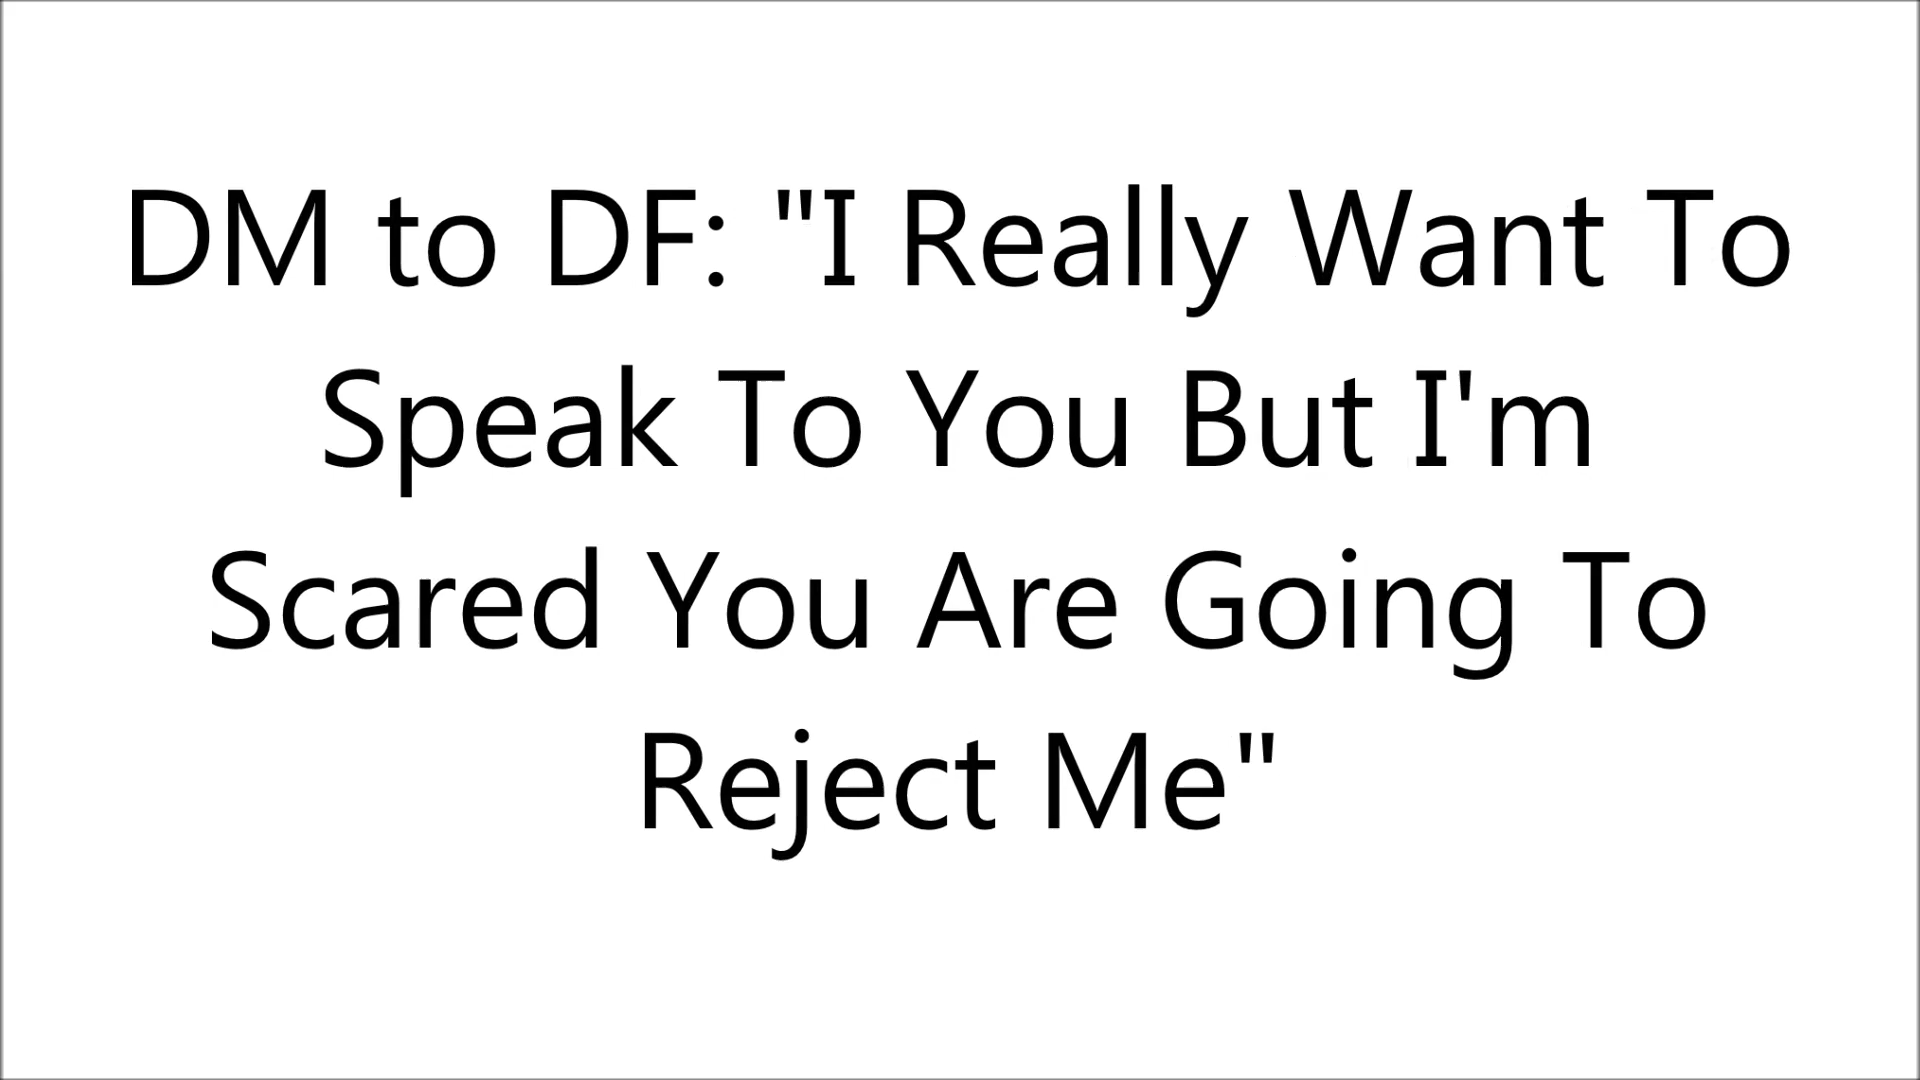 DM to DF: "I Really Want To
Speak To You But I'm
Scared You Are Going To
Reject Me"